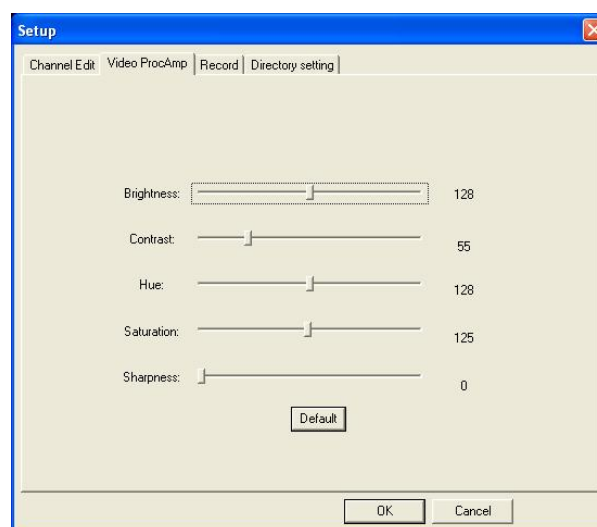 Setup
Channel Edit Video ProcAmp Record Directory setting
Brightness: 128
Contrast: 55
Hue: 128
Saturation: 125
Sharpness: 0
Default
OK Cancel